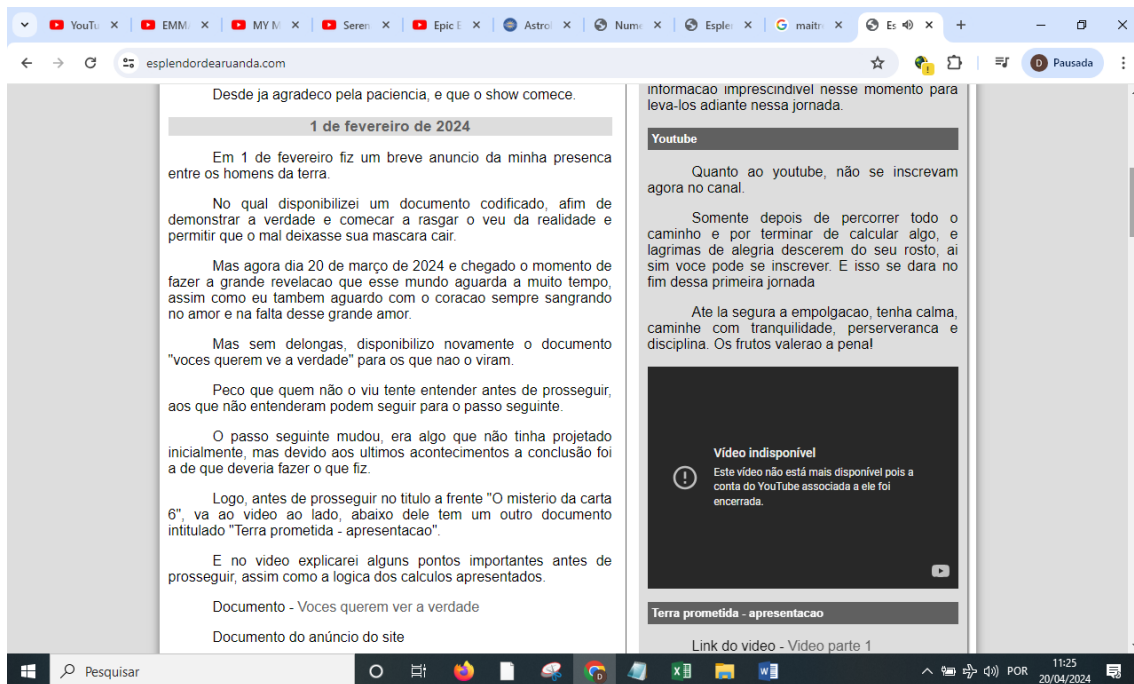 YouTu
EMM
MY M
Seren
Epic E
Astrol
Nume
Esple
maitre
Es
esplendordearuanda.com
Pausada
Desde ja agradeco pela paciencia, e que o show comece.
1 de fevereiro de 2024
Em 1 de fevereiro fiz um breve anuncio da minha presenca
entre os homens da terra.
No qual disponibilizei um documento codificado, afim de
demonstrar a verdade e comecar a rasgar o veu da realidade e
permitir que o mal deixasse sua mascara cair.
Mas agora dia 20 de março de 2024 e chegado o momento de
fazer a grande revelacao que esse mundo aguarda a muito tempo,
assim como eu tambem aguardo com o coracao sempre sangrando
no amor e na falta desse grande amor.
Mas sem delongas, disponibilizo novamente o documento
"voces querem ve a verdade" para os que nao o viram.
Peco que quem não o viu tente entender antes de prosseguir,
aos que não entenderam podem seguir para o passo seguinte.
O passo seguinte mudou, era algo que não tinha projetado
inicialmente, mas devido aos ultimos acontecimentos a conclusão foi
a de que deveria fazer o que fiz.
Logo, antes de prosseguir no titulo a frente "O misterio da carta
6", va ao video ao lado, abaixo dele tem um outro documento
intitulado "Terra prometida - apresentacao".
E no video explicarei alguns pontos importantes antes de
prosseguir, assim como a logica dos calculos apresentados.
Documento - Voces querem ver a verdade
Documento do anúncio do site
informacao imprescindivel nesse momento para
leva-los adiante nessa jornada.
Youtube
Quanto ao youtube, não se inscrevam
agora no canal.
Somente depois de percorrer todo o
caminho e por terminar de calcular algo, e
lagrimas de alegria descerem do seu rosto, ai
sim voce pode se inscrever. E isso se dara no
fim dessa primeira jornada
Ate la segura a empolgacao, tenha calma,
caminhe com tranquilidade, perserveranca e
disciplina. Os frutos valerao a pena!
Vídeo indisponível
Este vídeo não está mais disponível pois a
conta do YouTube associada a ele foi
encerrada.
Terra prometida - apresentacao
Link do video - Video parte 1
Pesquisar
POR
11:25
20/04/2024